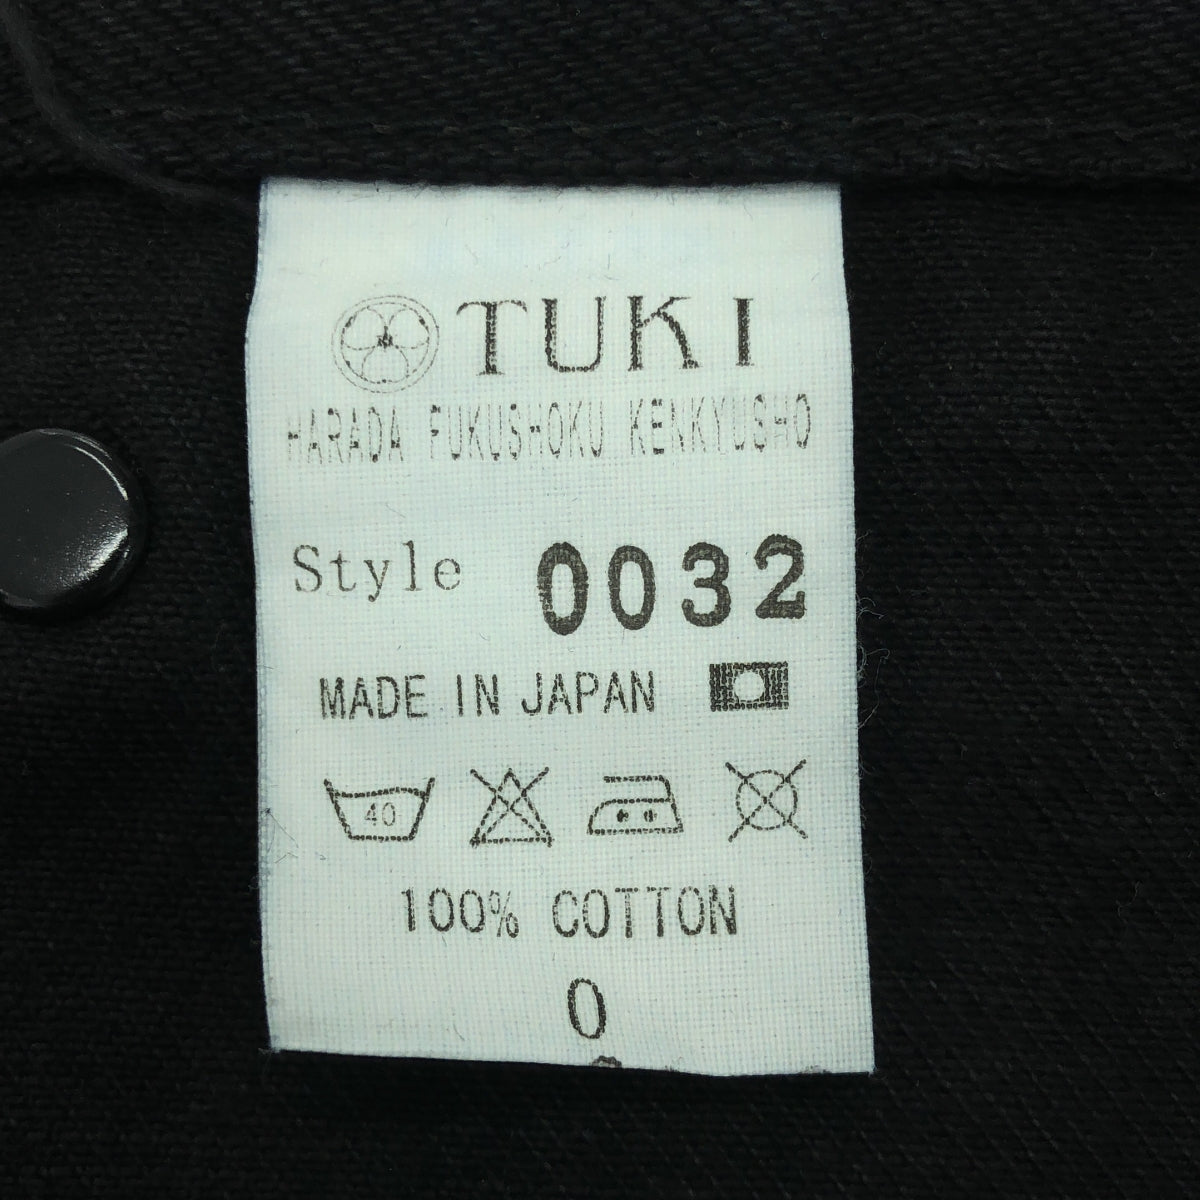 TUKI
HARADA FUKUSHOKU KENKYUSHO
Style 0032
MADE IN JAPAN
40
100% COTTON
0